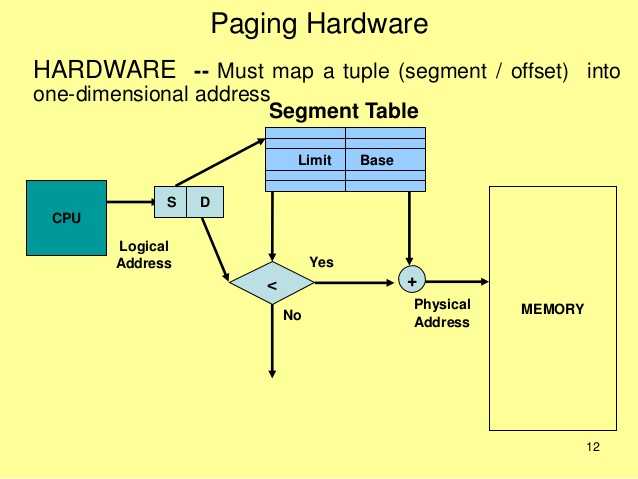 Paging Hardware
HARDWARE -- Must map a tuple (segment / offset) into
one-dimensional address
Segment Table
Limit Base
CPU
S D
Logical
Address
Yes
<
+
No
Physical
Address
MEMORY
12